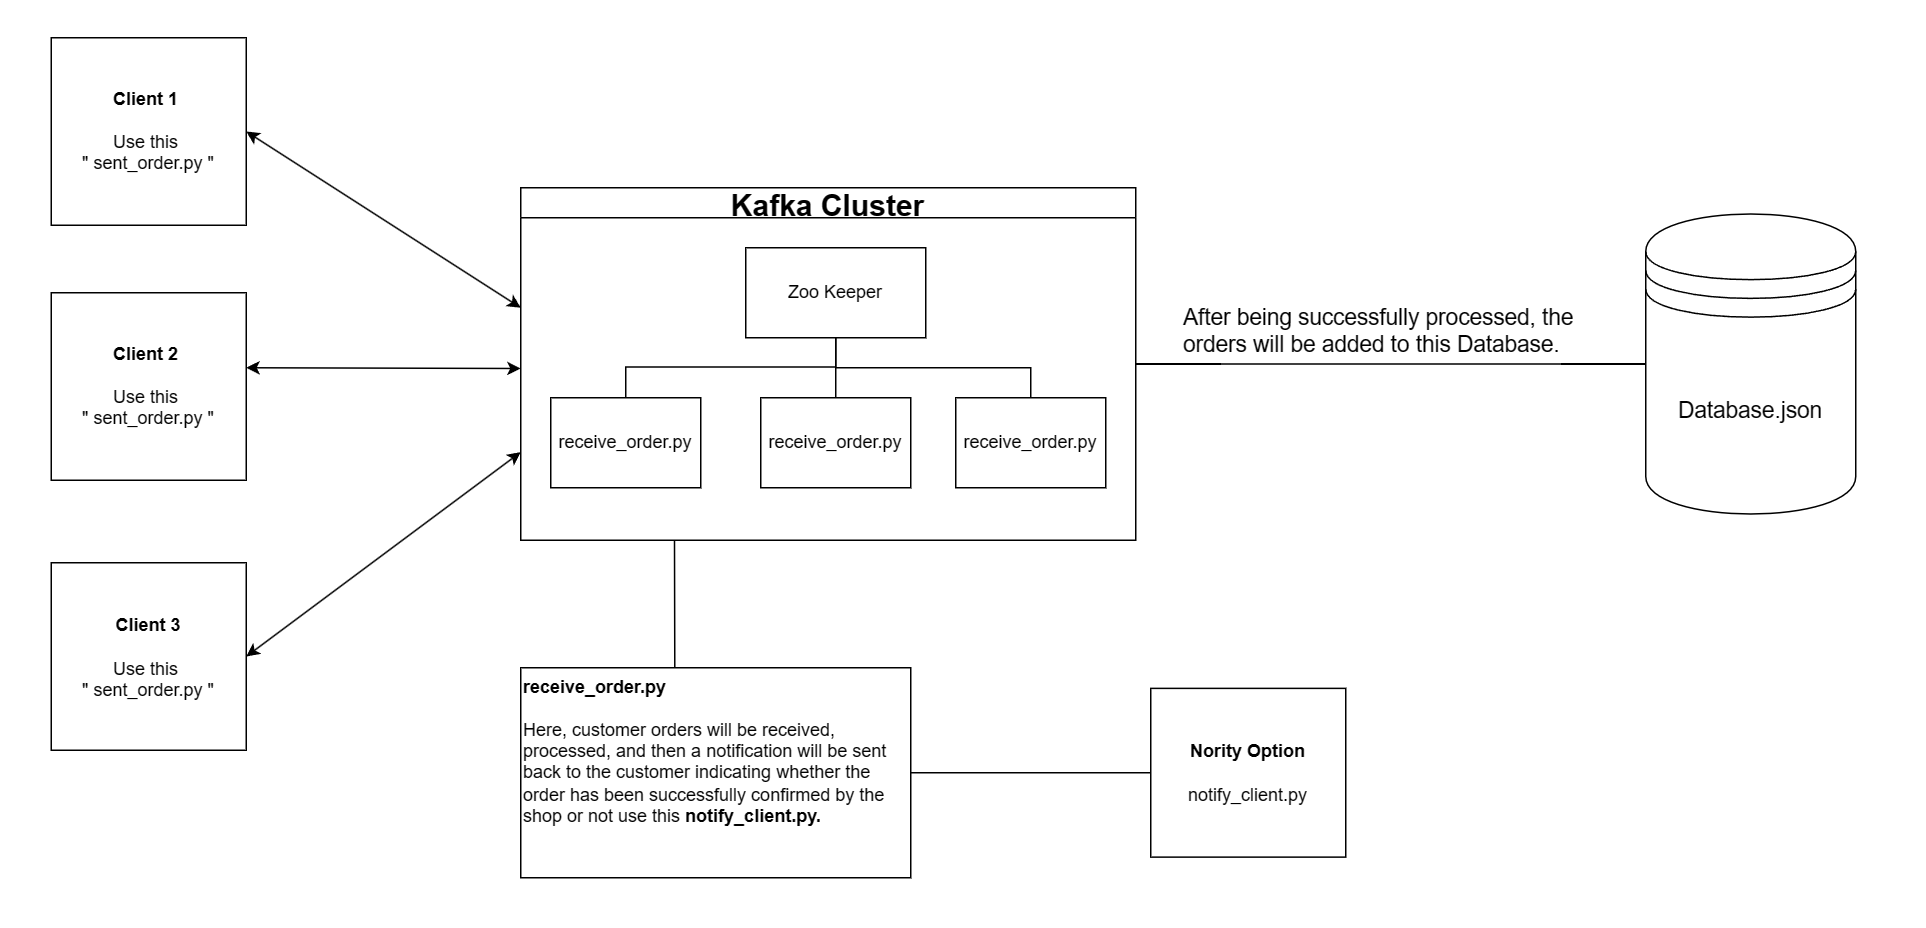 Client 1
Use this
" sent_order.py "
Client 2
Use this
" sent_order.py "
Client 3
Use this
" sent_order.py "
Kafka Cluster
Zoo Keeper
receive_order.py
receive_order.py
receive_order.py
After being successfully processed, the
orders will be added to this Database.
Database.json
receive_order.py
Here, customer orders will be received,
processed, and then a notification will be sent
back to the customer indicating whether the
order has been successfully confirmed by the
shop or not use this notify_client.py.
Nority Option
notify_client.py